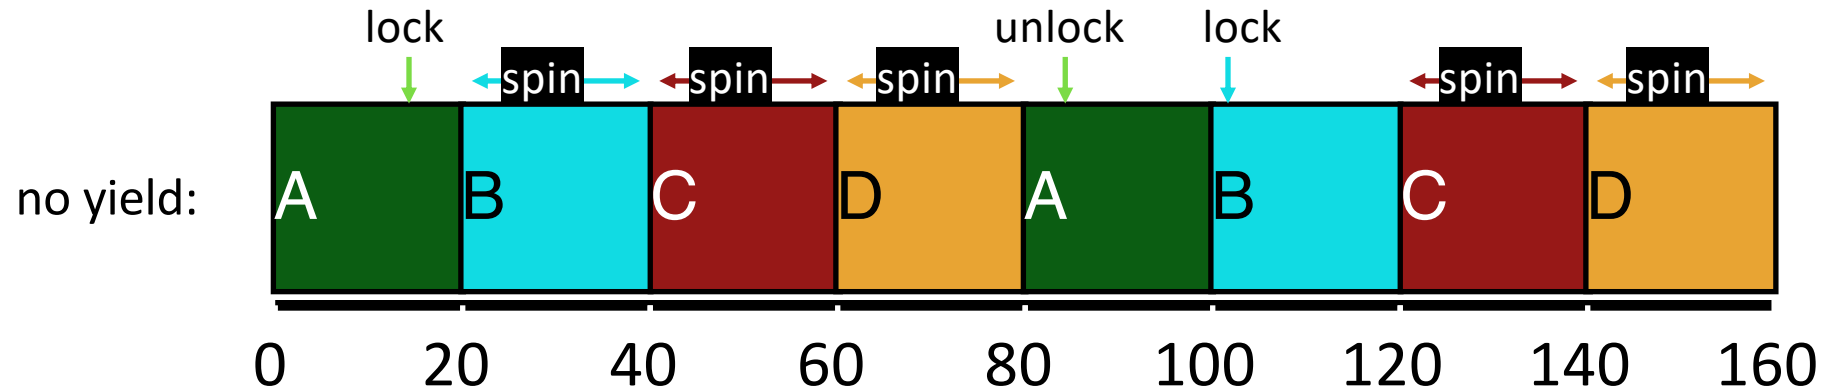 lock unlock lock
spin spin spin spin spin
no yield: A B C D A B C D
0 20 40 60 80 100 120 140 160